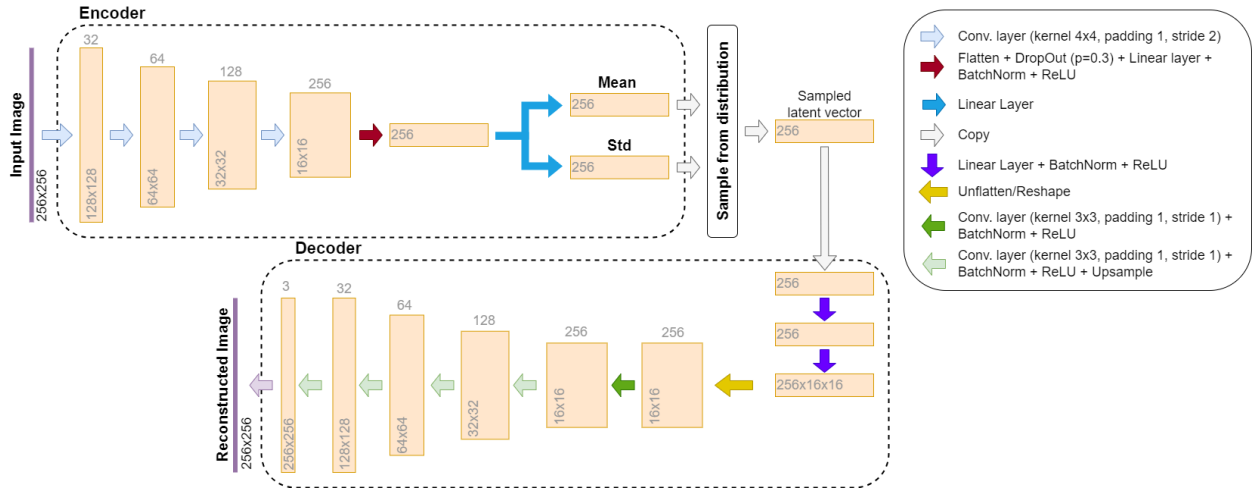 Encoder
Input Image
256x256
32
128x128
64
64x64
128
32x32
256
16x16
256
Mean
256
Std
256
Sample from distribution
Sampled
latent vector
256
Conv. layer (kernel 4x4, padding 1, stride 2)
Flatten + DropOut (p=0.3) + Linear layer +
BatchNorm + ReLU
Linear Layer
Copy
Linear Layer + BatchNorm + ReLU
Unflatten/Reshape
Conv. layer (kernel 3x3, padding 1, stride 1) +
BatchNorm + ReLU
Conv. layer (kernel 3x3, padding 1, stride 1) +
BatchNorm + ReLU + Upsample
Decoder
256
256
256x16x16
256
16x16
256
16x16
128
32x32
64
64x64
32
128x128
3
256x256
Reconstructed Image
256x256